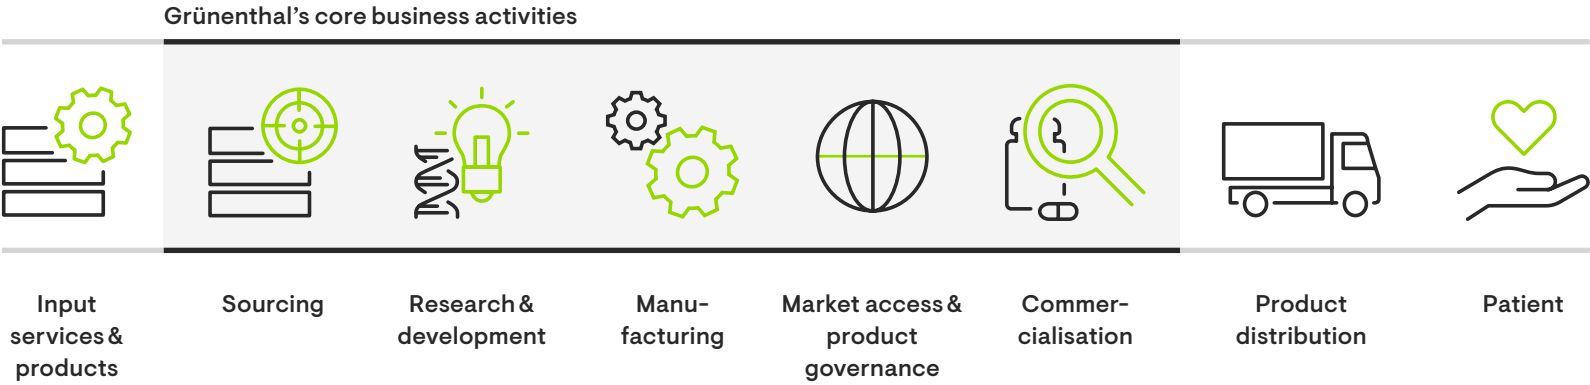 Grünenthal’s core business activities
Input
services &
products
Sourcing
Research &
development
Manu-
facturing
Market access &
product
governance
Commer-
cialisation
Product
distribution
Patient